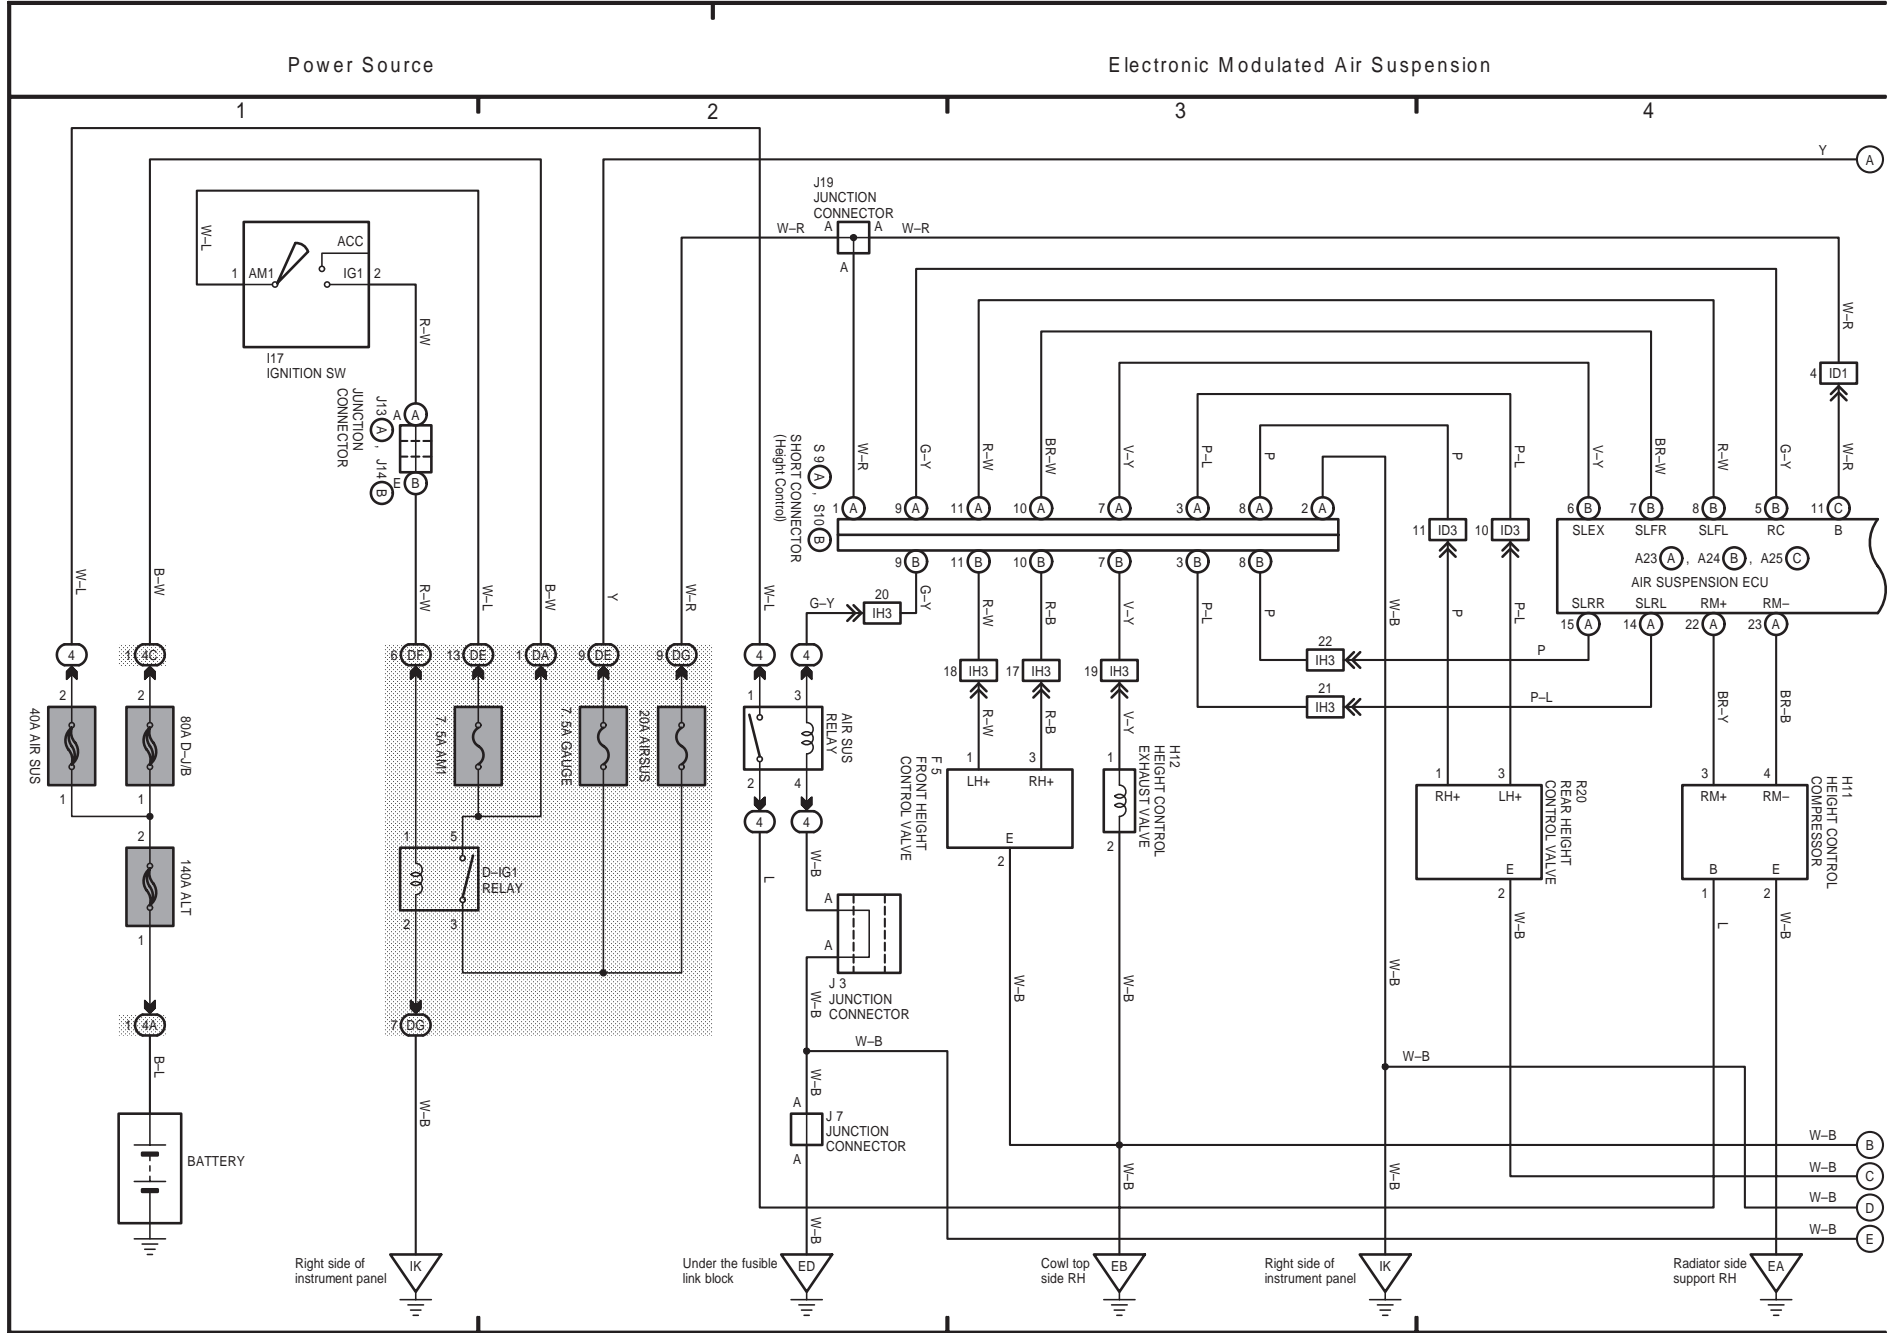 Power Source
Electronic Modulated Air Suspension
1
2
3
4
Y
A
J19
JUNCTION
CONNECTOR
W–R
A
A
W–R
A
W–L
ACC
1
AM1
IG1
2
I17
IGNITION SW
R–W
W–R
4
ID1
J13 A , J14 B
JUNCTION
CONNECTOR
A
A
E
B
S 9 A , S10 B
SHORT CONNECTOR
(Height Control)
W–R
G–Y
R–W
BR–W
V–Y
P–L
P
P
P–L
V–Y
BR–W
R–W
G–Y
W–R
1 A
9 A
11 A
10 A
7 A
3 A
8 A
2 A
11 ID3
10 ID3
6 B
7 B
8 B
5 B
11 C
SLEX
SLFR
SLFL
RC
B
A23 A , A24 B , A25 C
AIR SUSPENSION ECU
SLRR
SLRL
RM+
RM–
15 A
14 A
22 A
23 A
9 B
11 B
10 B
7 B
3 B
8 B
W–L
B–W
R–W
W–L
B–W
Y
W–R
W–L
G–Y
20
IH3
G–Y
R–W
R–B
V–Y
P–L
P
W–B
P
P–L
4
1 4C
6 DF
13 DE
1 DA
9 DE
9 DG
4
4
18 IH3
17 IH3
19 IH3
22
IH3
P
21
IH3
P–L
2
2
1
3
R–W
R–B
V–Y
BR–Y
BR–B
40A AIR SUS
80A D–J/B
7. 5A AM1
7. 5A GAUGE
20A AIRSUS
AIR SUS
RELAY
1
1
2
4
4
4
1
3
LH+
RH+
E
2
F 5
FRONT HEIGHT
CONTROL VALVE
1
2
H12
HEIGHT CONTROL
EXHAUST VALVE
1
3
RH+
LH+
E
2
R20
REAR HEIGHT
CONTROL VALVE
3
4
RM+
RM–
B
E
1
2
H11
HEIGHT CONTROL
COMPRESSOR
2
140A ALT
1
1
5
D–IG1
RELAY
2
3
L
W–B
A
A
J 3
JUNCTION
CONNECTOR
W–B
W–B
W–B
W–B
W–B
L
W–B
1 4A
7 DG
B–L
W–B
W–B
W–B
W–B
A
J 7
JUNCTION
CONNECTOR
A
BATTERY
W–B
W–B
W–B
W–B
B
W–B
C
W–B
D
W–B
E
Right side of
instrument panel
IK
Under the fusible
link block
ED
Cowl top
side RH
EB
Right side of
instrument panel
IK
Radiator side
support RH
EA